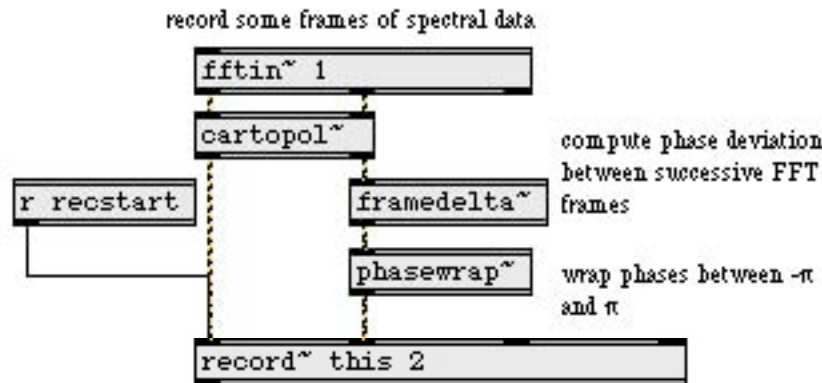 record some frames of spectral data
fftin~ 1
cartopol~
compute phase deviation
between successive FFT
frames
r recstart
framedelta~
phasewrap~
wrap phases between -π
and π
record~ this 2